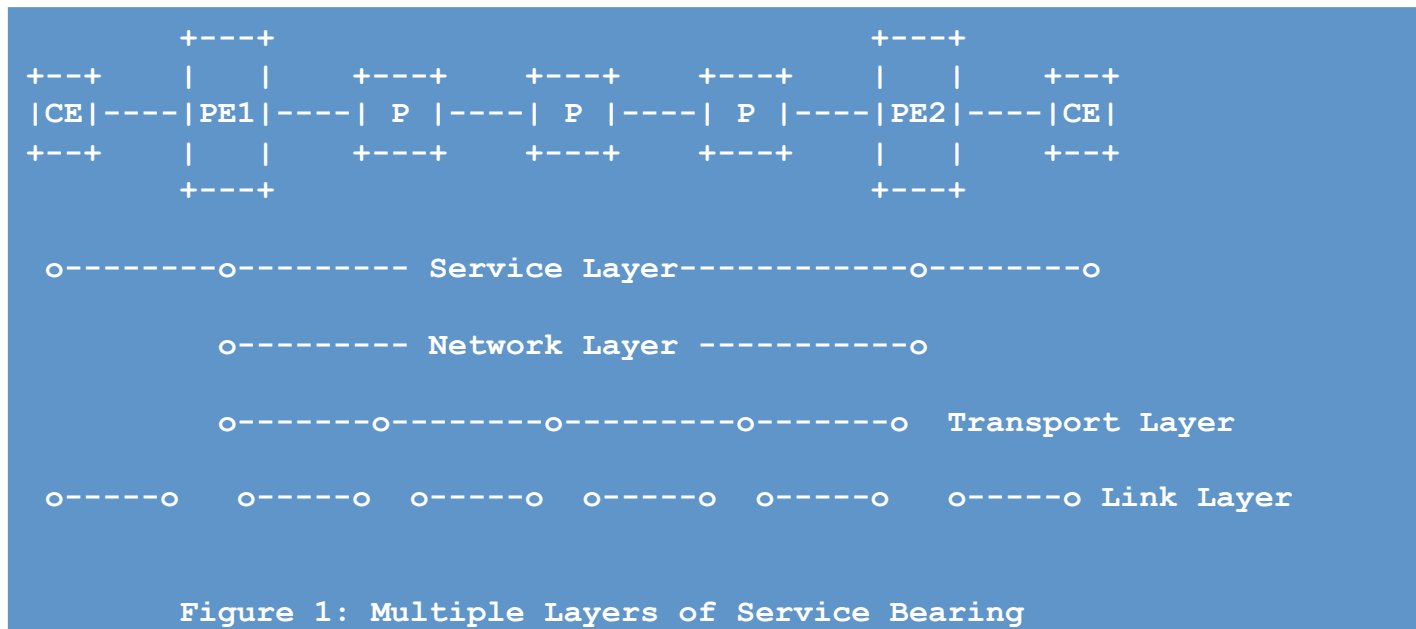 +----+                                  +----+
+---+    |   |    +----+    +----+    +----+    |   |    +---+
|CE|----|PE1|----| P |----| P |----| P |----|PE2|----|CE|
+---+    |   |    +----+    +----+    +----+    |   |    +---+
                +----+                                  +----+
o--------o--------- Service Layer-----------o--------o
o--------- Network Layer -----------o
o-------o--------o---------o-------o Transport Layer
o-----o o-----o o-----o o-----o o-----o o-----o Link Layer
Figure 1: Multiple Layers of Service Bearing